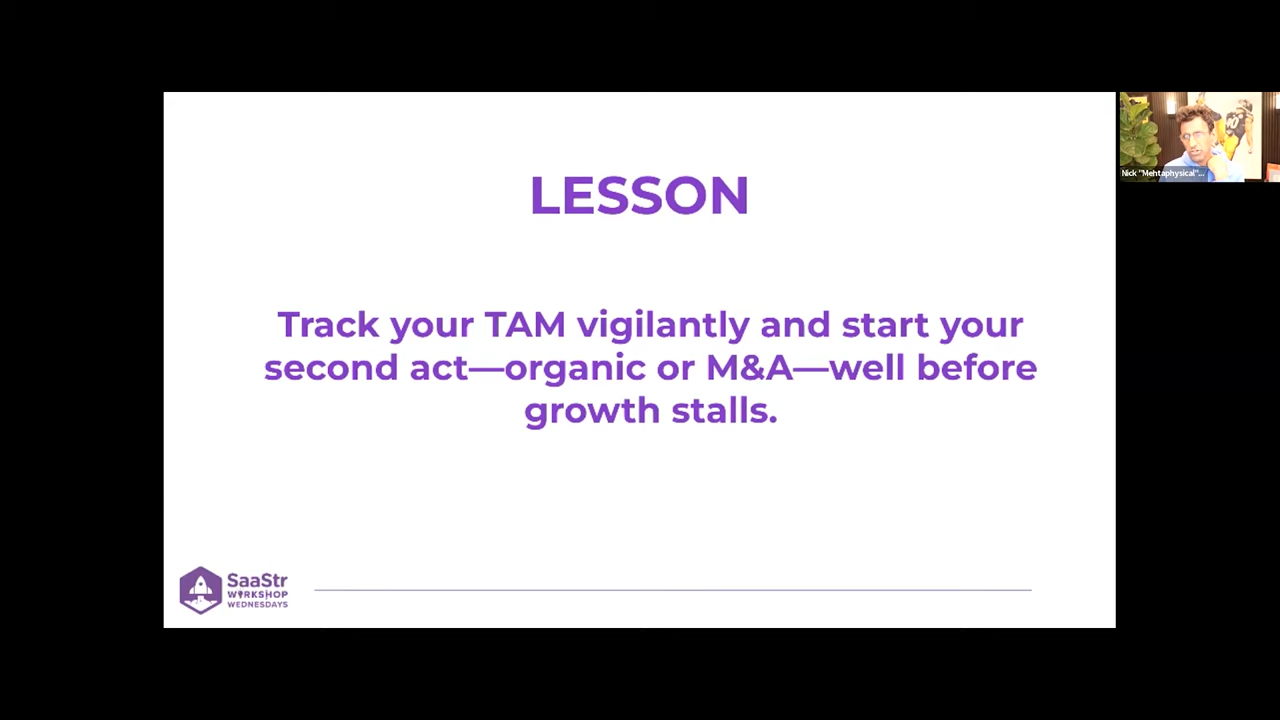 LESSON
Track your TAM vigilantly and start your
second act—organic or M&A—well before
growth stalls.
SaaStr
WORKSHOP
WEDNESDAYS
Nick "Mehtaphysical"...